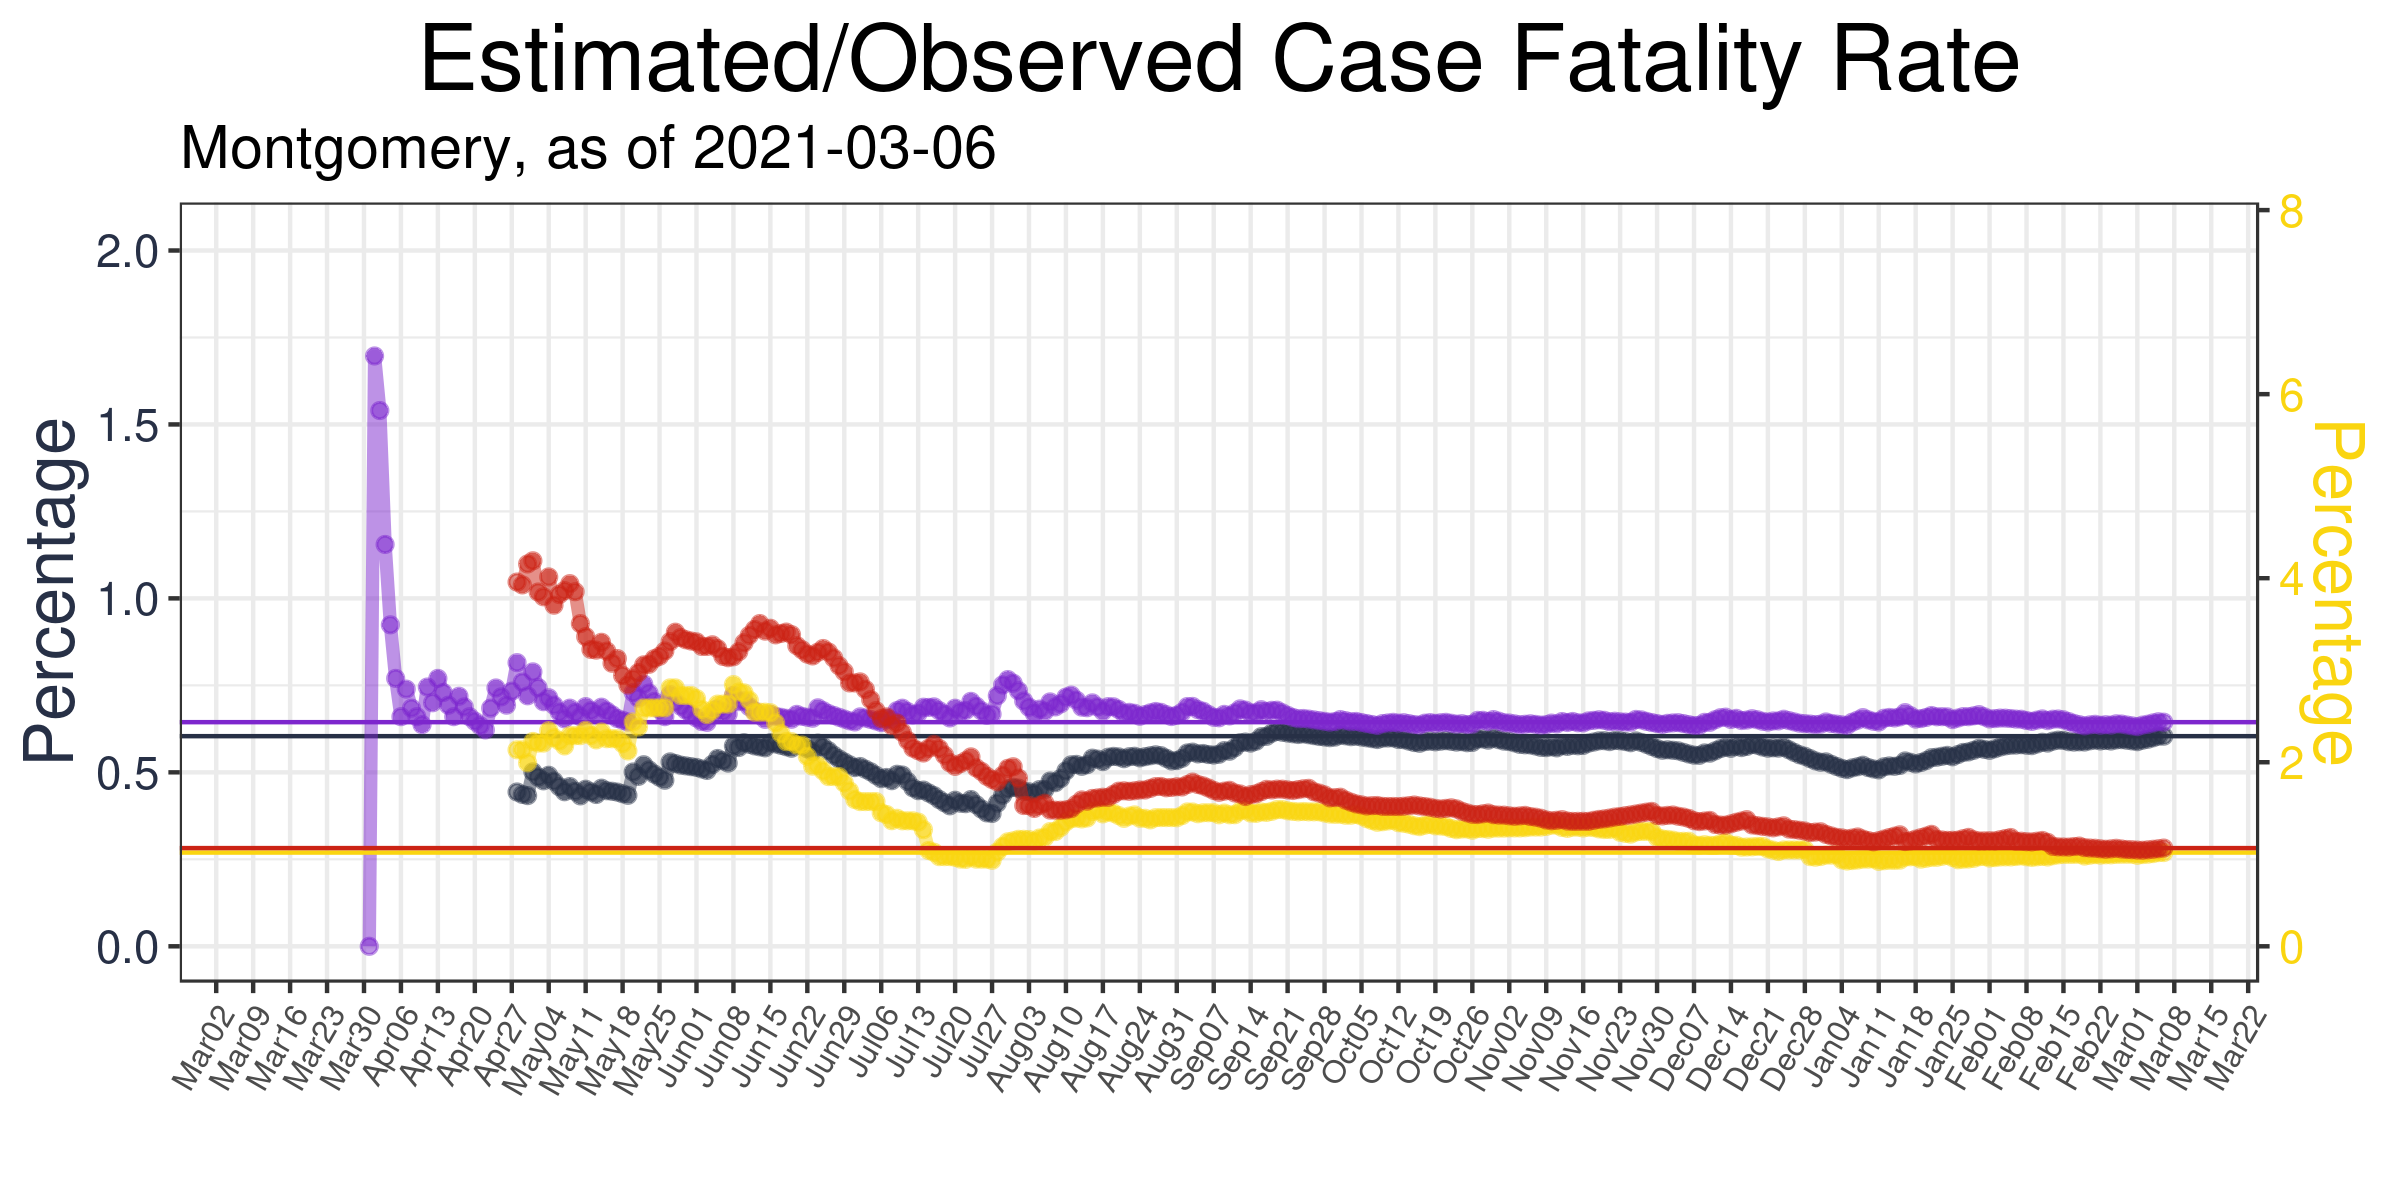 Estimated/Observed Case Fatality Rate
Montgomery, as of 2021-03-06
Percentage
2.0
1.5
1.0
0.5
0.0
8
6
4
2
0
Percentage
Mar02
Mar09
Mar16
Mar23
Mar30
Apr06
Apr13
Apr20
Apr27
May04
May11
May18
May25
Jun01
Jun08
Jun15
Jun22
Jun29
Jul06
Jul13
Jul20
Jul27
Aug03
Aug10
Aug17
Aug24
Aug31
Sep07
Sep14
Sep21
Sep28
Oct05
Oct12
Oct19
Oct26
Nov02
Nov09
Nov16
Nov23
Nov30
Dec07
Dec14
Dec21
Dec28
Jan04
Jan11
Jan18
Jan25
Feb01
Feb08
Feb15
Feb22
Mar01
Mar08
Mar15
Mar22